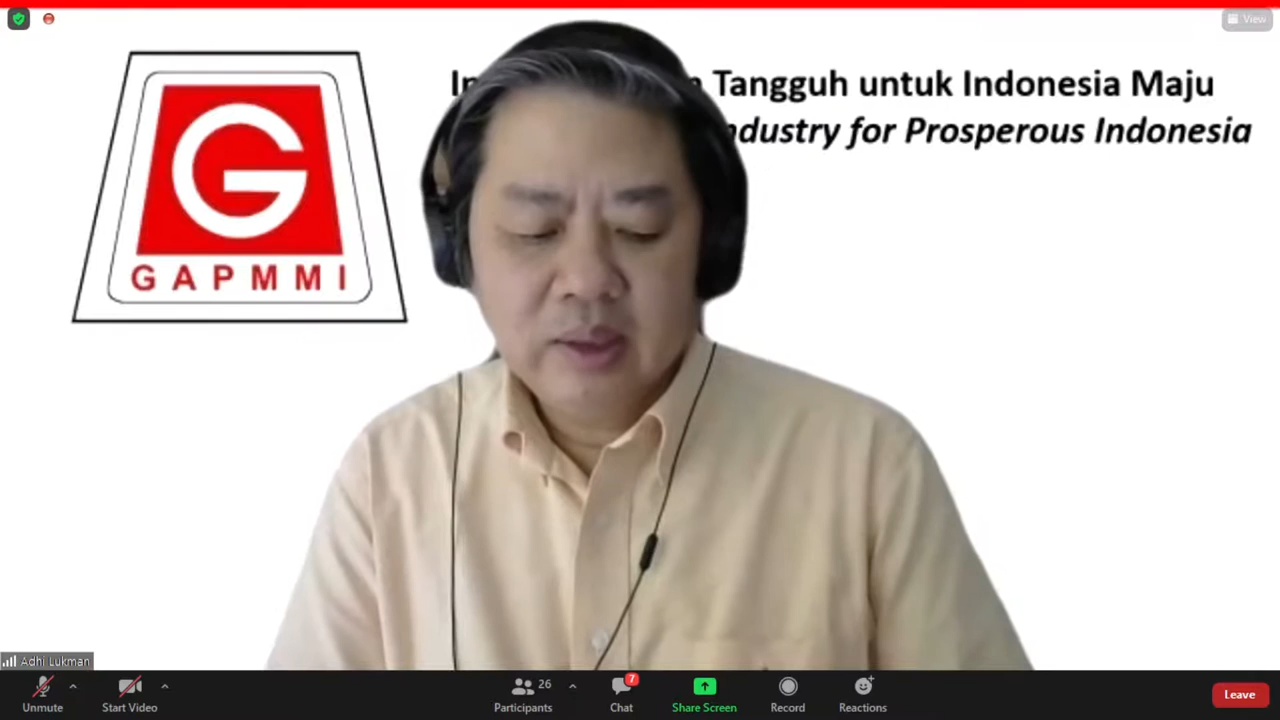 View
In
n Tangguh untuk Indonesia Maju
ndustry for Prosperous Indonesia
G
GAPMMI
Adhi Lukman
Unmute
Start Video
Participants
26
Chat
7
Share Screen
Record
Reactions
Leave